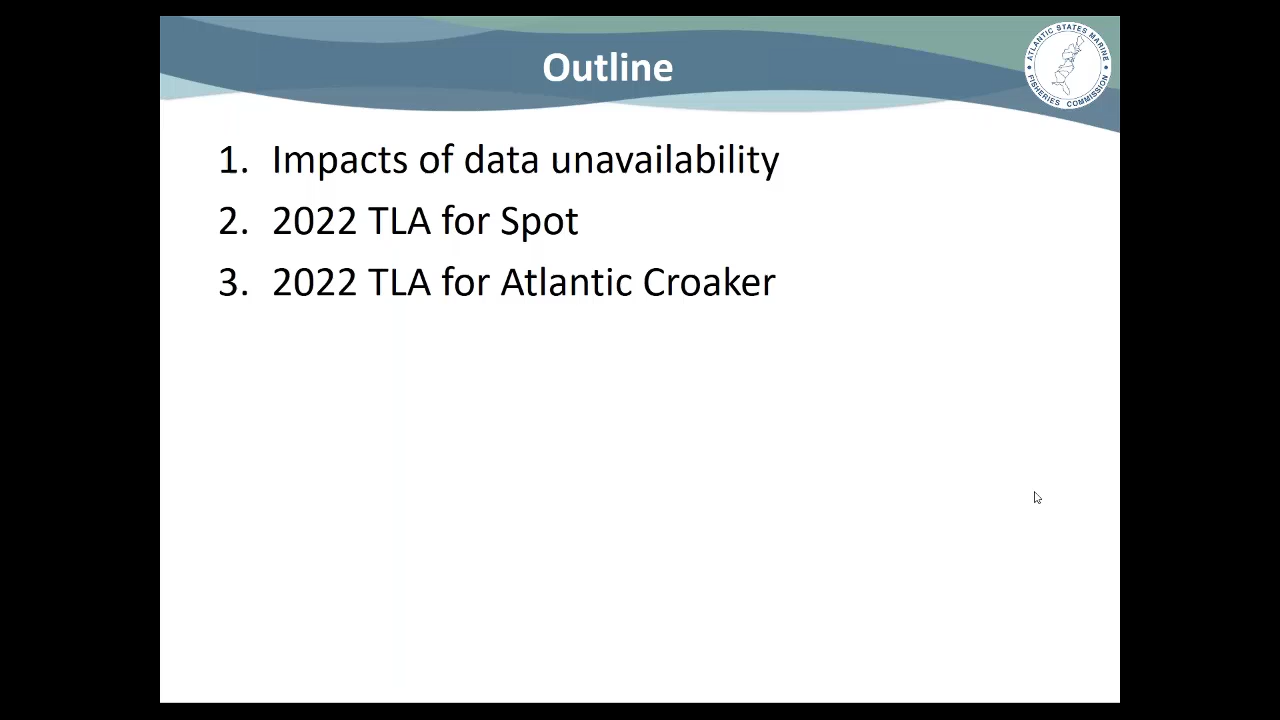 Outline
ATLANTIC STATES MARINE
FISHERIES COMMISSION
1. Impacts of data unavailability
2. 2022 TLA for Spot
3. 2022 TLA for Atlantic Croaker